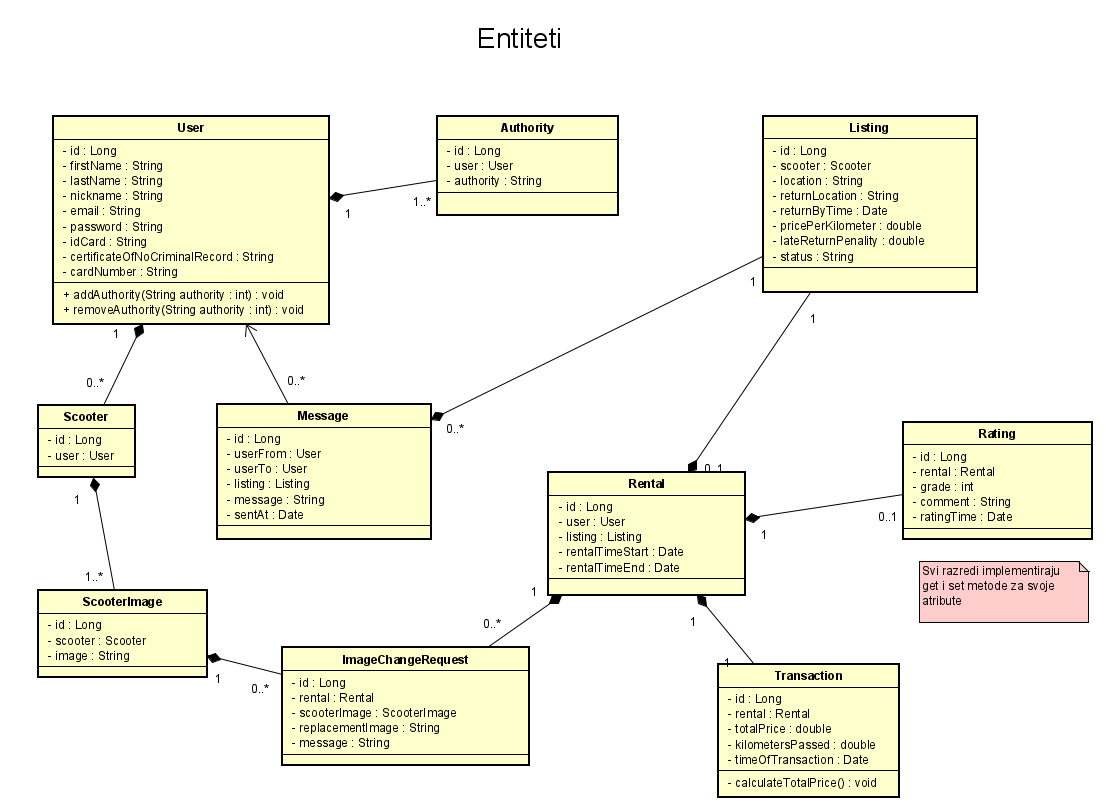 Entiteti
User
- id : Long
- firstName : String
- lastName : String
- nickname : String
- email : String
- password : String
- idCard : String
- certificateOfNoCriminalRecord : String
- cardNumber : String
+ addAuthority(String authority : int) : void
+ removeAuthority(String authority : int) : void
1
1..*
Authority
- id : Long
- user : User
- authority : String
Listing
- id : Long
- scooter : Scooter
- location : String
- returnLocation : String
- returnByTime : Date
- pricePerKilometer : double
- lateReturnPenality : double
- status : String
1
1
1
0..*
0..*
Scooter
- id : Long
- user : User
1
1..*
Message
- id : Long
- userFrom : User
- userTo : User
- listing : Listing
- message : String
- sentAt : Date
0..*
0..1
Rental
- id : Long
- user : User
- listing : Listing
- rentalTimeStart : Date
- rentalTimeEnd : Date
1
0..1
Rating
- id : Long
- rental : Rental
- grade : int
- comment : String
- ratingTime : Date
Svi razredi implementiraju
get i set metode za svoje
atribute
ScooterImage
- id : Long
- scooter : Scooter
- image : String
1
0..*
1
0..*
ImageChangeRequest
- id : Long
- rental : Rental
- scooterImage : ScooterImage
- replacementImage : String
- message : String
1
1
Transaction
- id : Long
- rental : Rental
- totalPrice : double
- kilometersPassed : double
- timeOfTransaction : Date
- calculateTotalPrice() : void